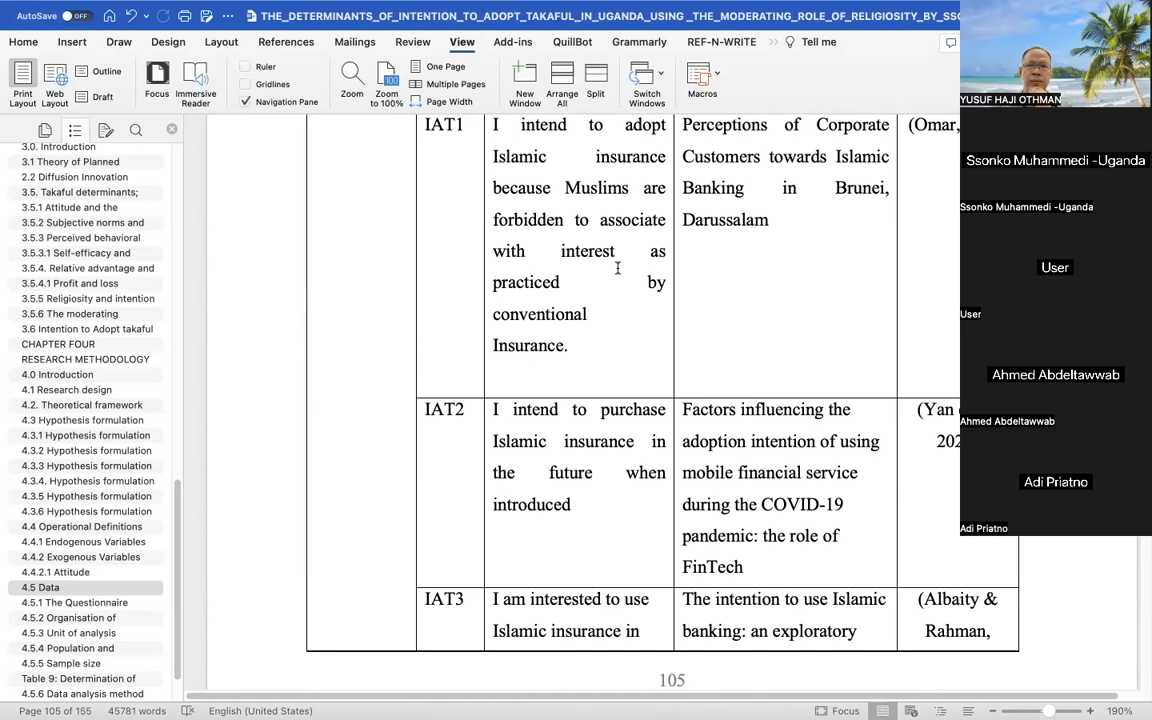 AutoSave OFF
THE_DETERMINANTS_OF_INTENTION_TO_ADOPT_TAKAFUL_IN_UGANDA_USING _THE_MODERATING_ROLE_OF_RELIGIOSITY_BY_SSO
Home Insert Draw Design Layout References Mailings Review View Add-ins QuillBot Grammarly REF-N-WRITE Tell me
Print Layout
Web Layout
Outline
Draft
Focus
Immersive Reader
Ruler
Gridlines
Navigation Pane
Zoom
Zoom to 100%
One Page
Multiple Pages
Page Width
New Window
Arrange All
Split
Switch Windows
Macros
3.0. Introduction
3.1 Theory of Planned
2.2 Diffusion Innovation
3.5. Takaful determinants;
3.5.1 Attitude and the
3.5.2 Subjective norms and
3.5.3 Perceived behavioral
3.5.3.1 Self-efficacy and
3.5.4. Relative advantage and
3.5.4.1 Profit and loss
3.5.5 Religiosity and intention
3.5.6 The moderating
3.6 Intention to Adopt takaful
CHAPTER FOUR
RESEARCH METHODOLOGY
4.0 Introduction
4.1 Research design
4.2. Theoretical framework
4.3 Hypothesis formulation
4.3.1 Hypothesis formulation
4.3.2 Hypothesis formulation
4.3.3 Hypothesis formulation
4.3.4. Hypothesis formulation
4.3.5 Hypothesis formulation
4.3.6 Hypothesis formulation
4.4 Operational Definitions
4.4.1 Endogenous Variables
4.4.2 Exogenous Variables
4.4.2.1 Attitude
4.5 Data
4.5.1 The Questionnaire
4.5.2 Organisation of
4.5.3 Unit of analysis
4.5.4 Population and
4.5.5 Sample size
Table 9: Determination of
4.5.6 Data analysis method
IAT1
I intend to adopt
Islamic insurance
because Muslims are
forbidden to associate
with interest as
practiced by
conventional
Insurance.
Perceptions of Corporate
Customers towards Islamic
Banking in Brunei,
Darussalam
(Omar,
IAT2
I intend to purchase
Islamic insurance in
the future when
introduced
Factors influencing the
adoption intention of using
mobile financial service
during the COVID-19
pandemic: the role of
FinTech
(Yan
202
IAT3
I am interested to use
Islamic insurance in
The intention to use Islamic
banking: an exploratory
(Albaity &
Rahman,
105
YUSUF HAJI OTHMAN
Ssonko Muhammedi -Uganda
Ssonko Muhammedi -Uganda
User
User
Ahmed Abdeltawwab
Ahmed Abdeltawwab
Adi Priatno
Adi Priatno
Page 105 of 155 45781 words English (United States) Focus 190%